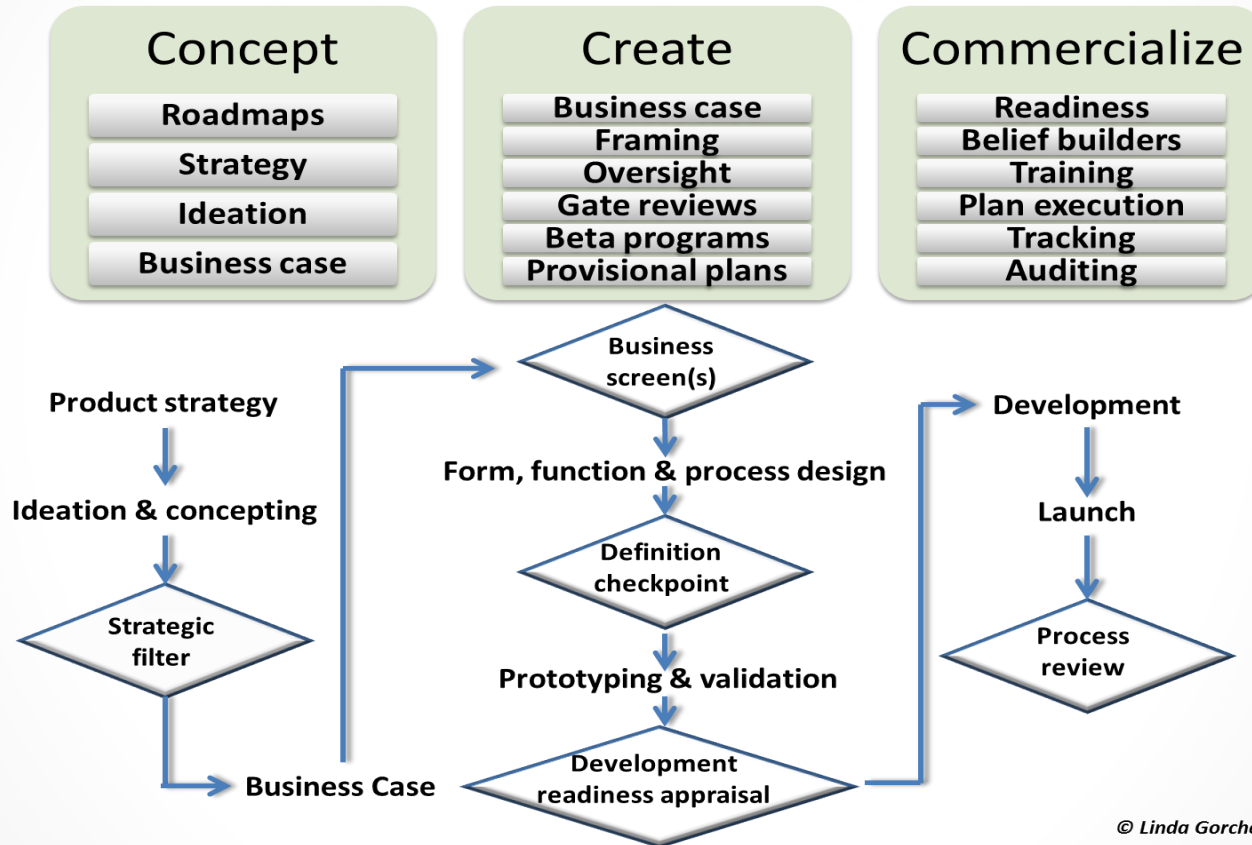 Concept
Roadmaps
Strategy
Ideation
Business case
Create
Business case
Framing
Oversight
Gate reviews
Beta programs
Provisional plans
Commercialize
Readiness
Belief builders
Training
Plan execution
Tracking
Auditing
Product strategy
Ideation & concepting
Strategic
filter
Business Case
Business
screen(s)
Form, function & process design
Definition
checkpoint
Prototyping & validation
Development
readiness appraisal
Development
Launch
Process
review
© Linda